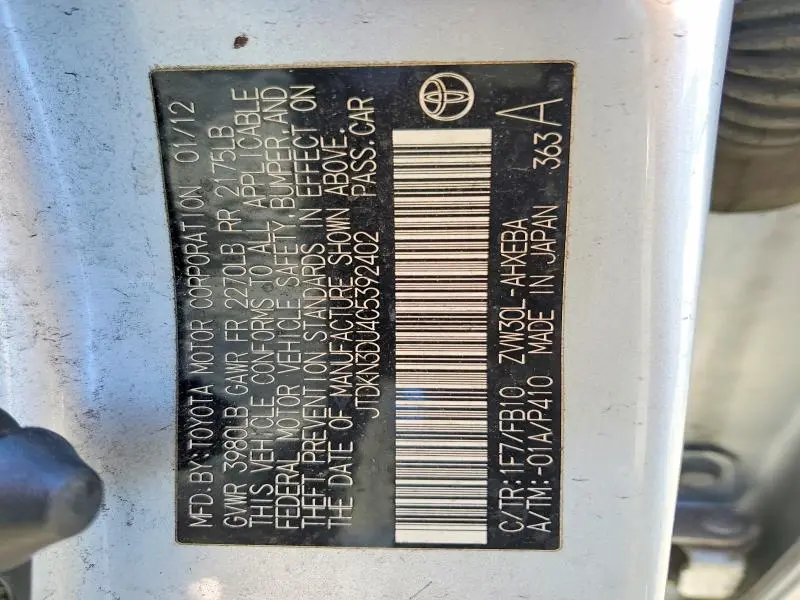 MFD. BY: TOYOTA MOTOR CORPORATION 01/12
GVWR 3980LB GAWR FR 2270LB RR 2175LB
THIS VEHICLE CONFORMS TO ALL APPLICABLE
FEDERAL MOTOR VEHICLE SAFETY, BUMPER AND
THEFT PREVENTION STANDARDS IN EFFECT ON
THE DATE OF MANUFACTURE SHOWN ABOVE.
JTDKN3DU4C5392402 PASS. CAR
C/TR: 1F7/FB10 ZVW30L-AHXEBA
A/TM: -01A/P410 MADE IN JAPAN 363 A